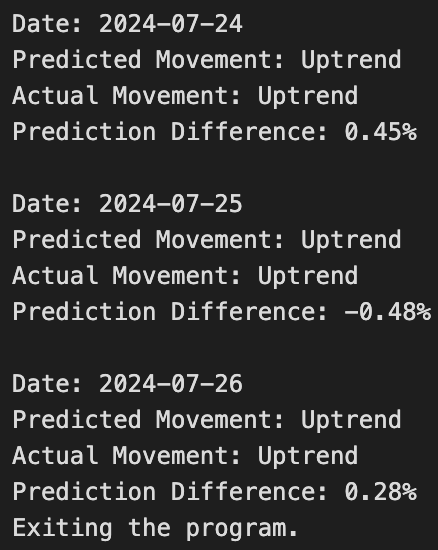 Date: 2024-07-24
Predicted Movement: Uptrend
Actual Movement: Uptrend
Prediction Difference: 0.45%
Date: 2024-07-25
Predicted Movement: Uptrend
Actual Movement: Uptrend
Prediction Difference: -0.48%
Date: 2024-07-26
Predicted Movement: Uptrend
Actual Movement: Uptrend
Prediction Difference: 0.28%
Exiting the program.